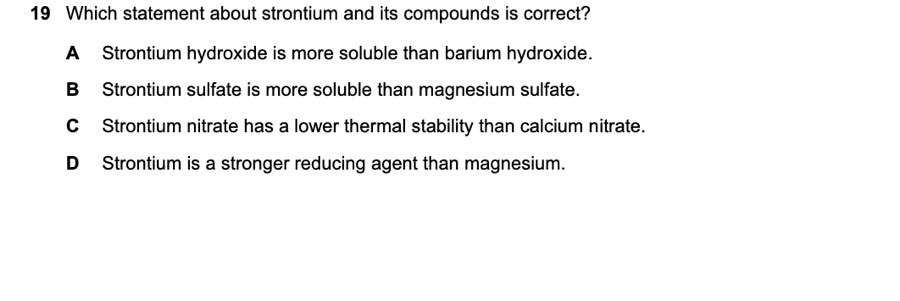 19 Which statement about strontium and its compounds is correct?
A Strontium hydroxide is more soluble than barium hydroxide.
B Strontium sulfate is more soluble than magnesium sulfate.
C Strontium nitrate has a lower thermal stability than calcium nitrate.
D Strontium is a stronger reducing agent than magnesium.